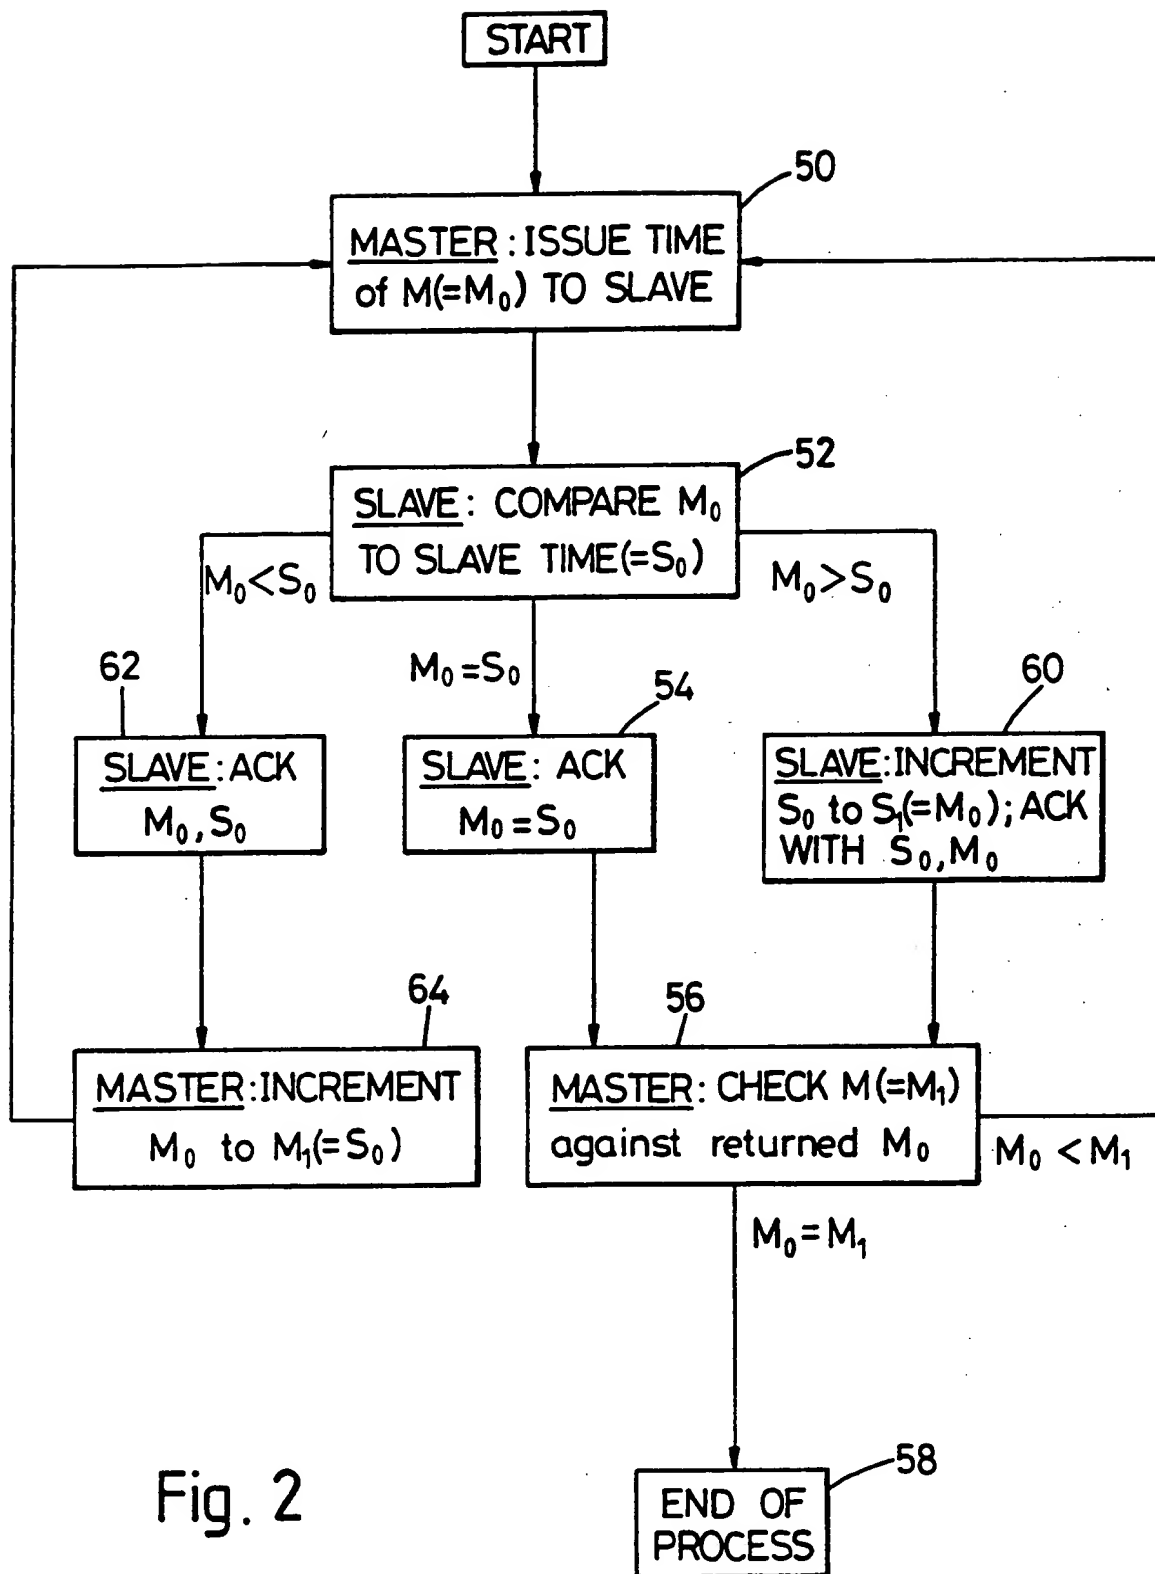 START
50
MASTER: ISSUE TIME
of M(=M₀) TO SLAVE
52
SLAVE: COMPARE M₀
TO SLAVE TIME(=S₀)
M₀<S₀
M₀=S₀
M₀>S₀
62
SLAVE: ACK
M₀,S₀
54
SLAVE: ACK
M₀=S₀
60
SLAVE: INCREMENT
S₀ to S₁(=M₀); ACK
WITH S₀,M₀
64
MASTER: INCREMENT
M₀ to M₁(=S₀)
56
MASTER: CHECK M(=M₁)
against returned M₀
M₀<M₁
M₀=M₁
58
END OF
PROCESS
Fig. 2